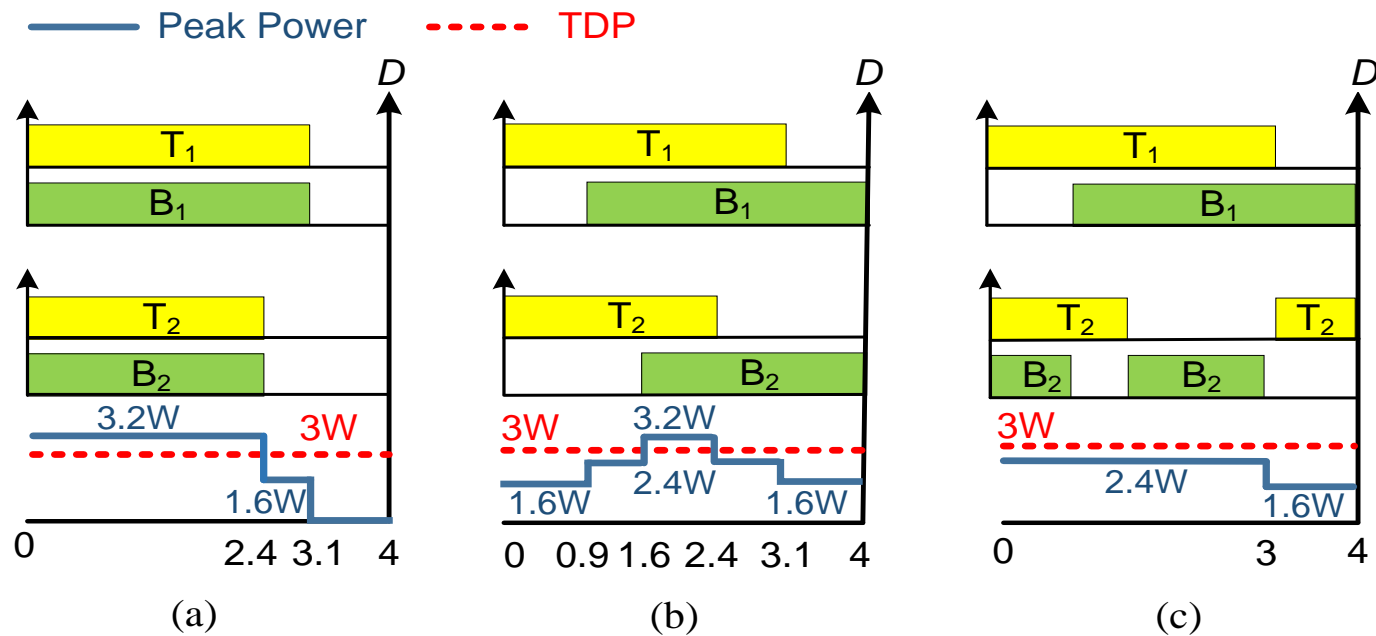 Peak Power TDP
D D D
T1 T1 T1
B1 B1 B1
T2 T2 T2 T2
B2 B2 B2 B2
3.2W 3W 3W 3.2W 3W
1.6W 1.6W 2.4W 1.6W 2.4W 1.6W
0 2.4 3.1 4 0 0.9 1.6 2.4 3.1 4 0 3 4
(a) (b) (c)